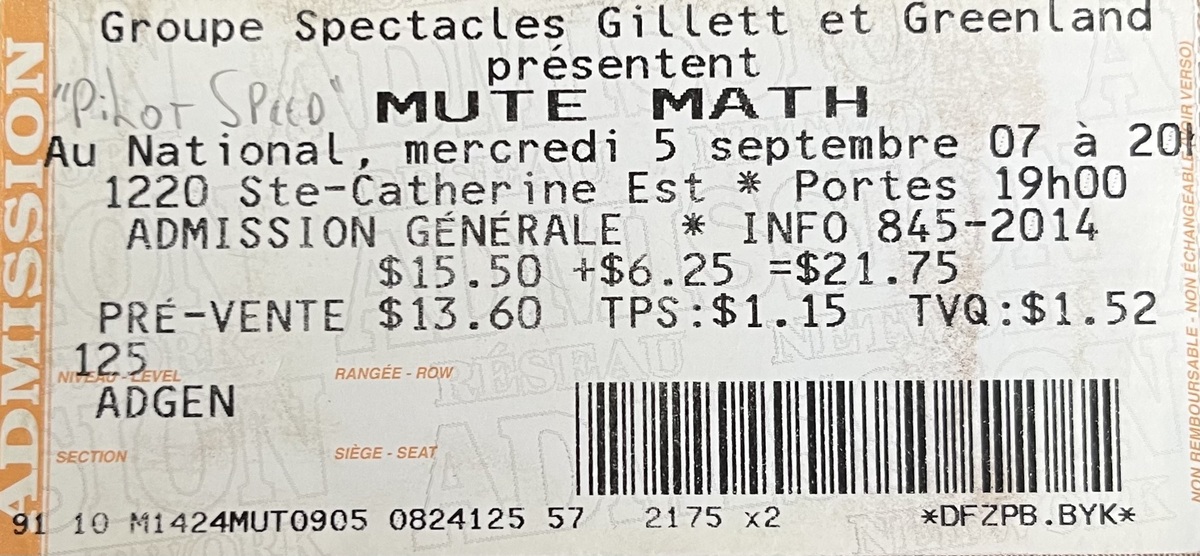 Groupe Spectacles Gillett et Greenland
présentent
"Pilot Speed" MUTE MATH
Au National, mercredi 5 septembre 07 à 20h
1220 Ste-Catherine Est * Portes 19h00
ADMISSION GÉNÉRALE * INFO 845-2014
$15.50 +$6.25 =$21.75
PRÉ-VENTE $13.60 TPS:$1.15 TVQ:$1.52
125
NIVEAU - LEVEL RANGÉE - ROW
ADGEN
SECTION SIÈGE - SEAT
91 10 M1424MUT0905 0824125 57 2175 x2 *DFZPB.BYK*
ADMISSION
NON REMBOURSABLE - NON ÉCHANGEABLE VERSO)